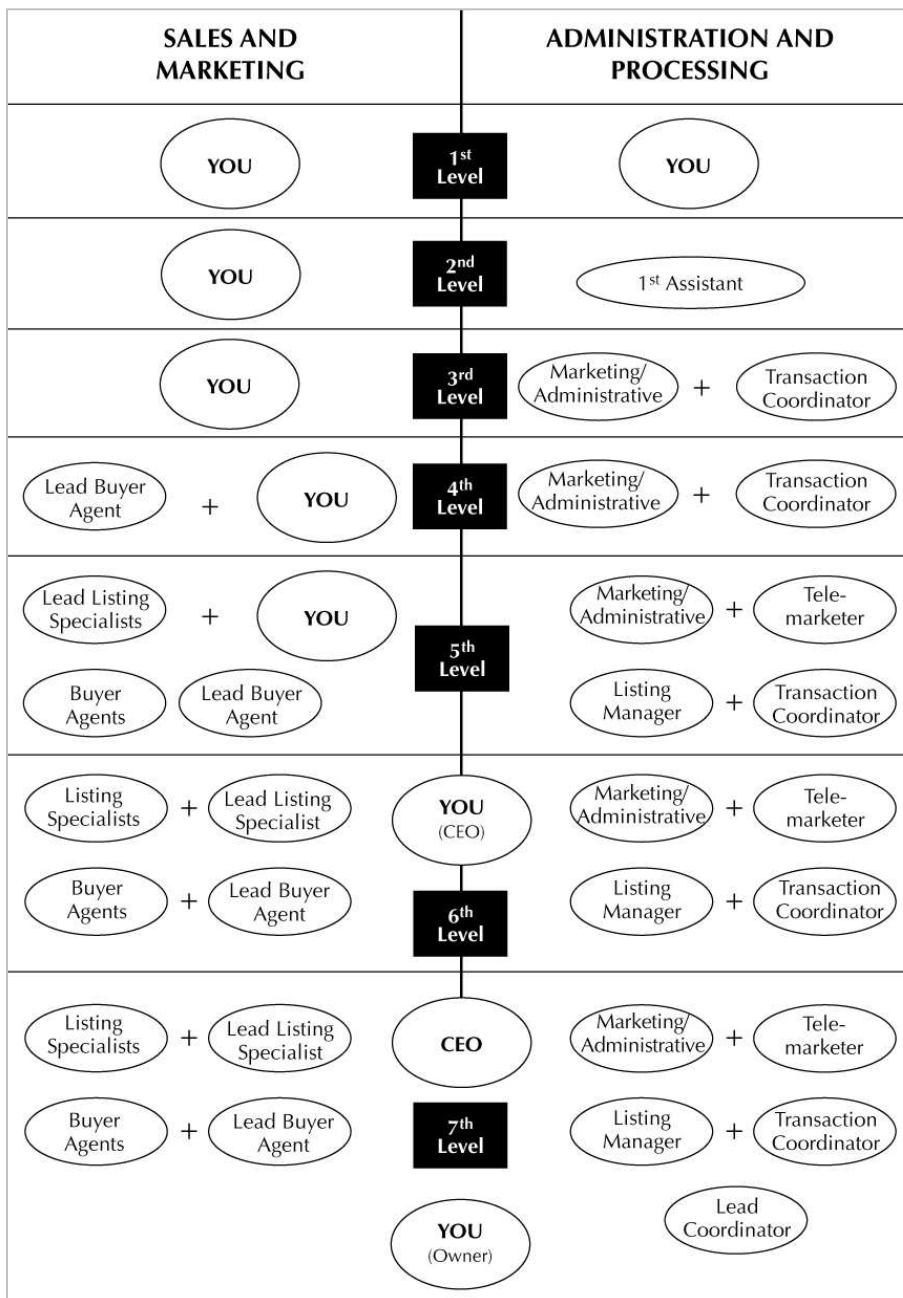 SALES AND
MARKETING
ADMINISTRATION AND
PROCESSING
YOU
1st
Level
YOU
YOU
2nd
Level
1st Assistant
YOU
3rd
Level
Marketing/
Administrative
+
Transaction
Coordinator
Lead Buyer
Agent
+
YOU
4th
Level
Marketing/
Administrative
+
Transaction
Coordinator
Lead Listing
Specialists
+
YOU
Buyer
Agents
Lead Buyer
Agent
5th
Level
Marketing/
Administrative
+
Tele-
marketer
Listing
Manager
+
Transaction
Coordinator
Listing
Specialists
+
Lead Listing
Specialist
YOU
(CEO)
Marketing/
Administrative
+
Tele-
marketer
Buyer
Agents
+
Lead Buyer
Agent
6th
Level
Listing
Manager
+
Transaction
Coordinator
Listing
Specialists
+
Lead Listing
Specialist
CEO
Marketing/
Administrative
+
Tele-
marketer
Buyer
Agents
+
Lead Buyer
Agent
7th
Level
Listing
Manager
+
Transaction
Coordinator
YOU
(Owner)
Lead
Coordinator